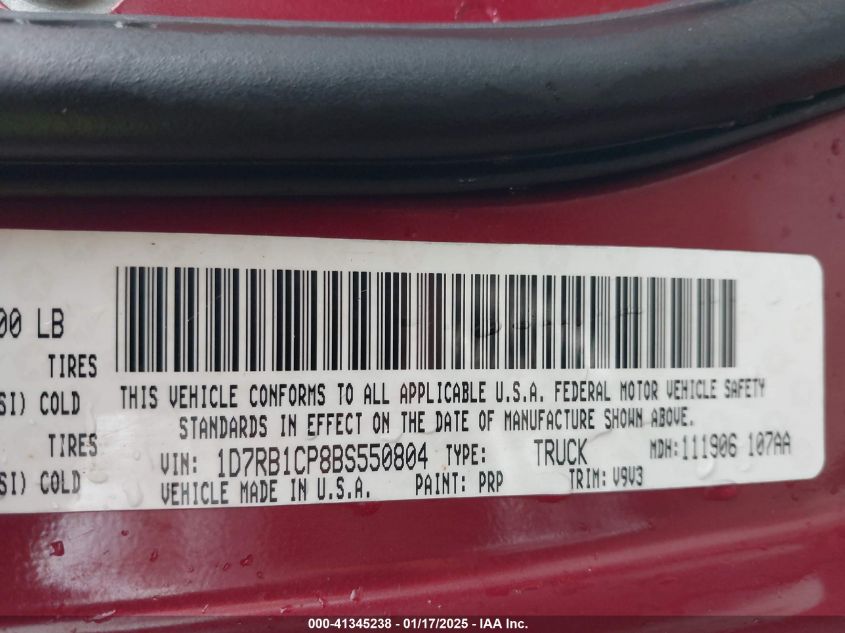 00 LB
TIRES
SI) COLD
TIRES
SI) COLD
THIS VEHICLE CONFORMS TO ALL APPLICABLE U.S.A. FEDERAL MOTOR VEHICLE SAFETY
STANDARDS IN EFFECT ON THE DATE OF MANUFACTURE SHOWN ABOVE.
VIN: 1D7RB1CP8BS550804 TYPE: TRUCK MDH:111906 107AA
VEHICLE MADE IN U.S.A. PAINT: PRP TRIM: V9V3
000-41345238 - 01/17/2025 - IAA Inc.